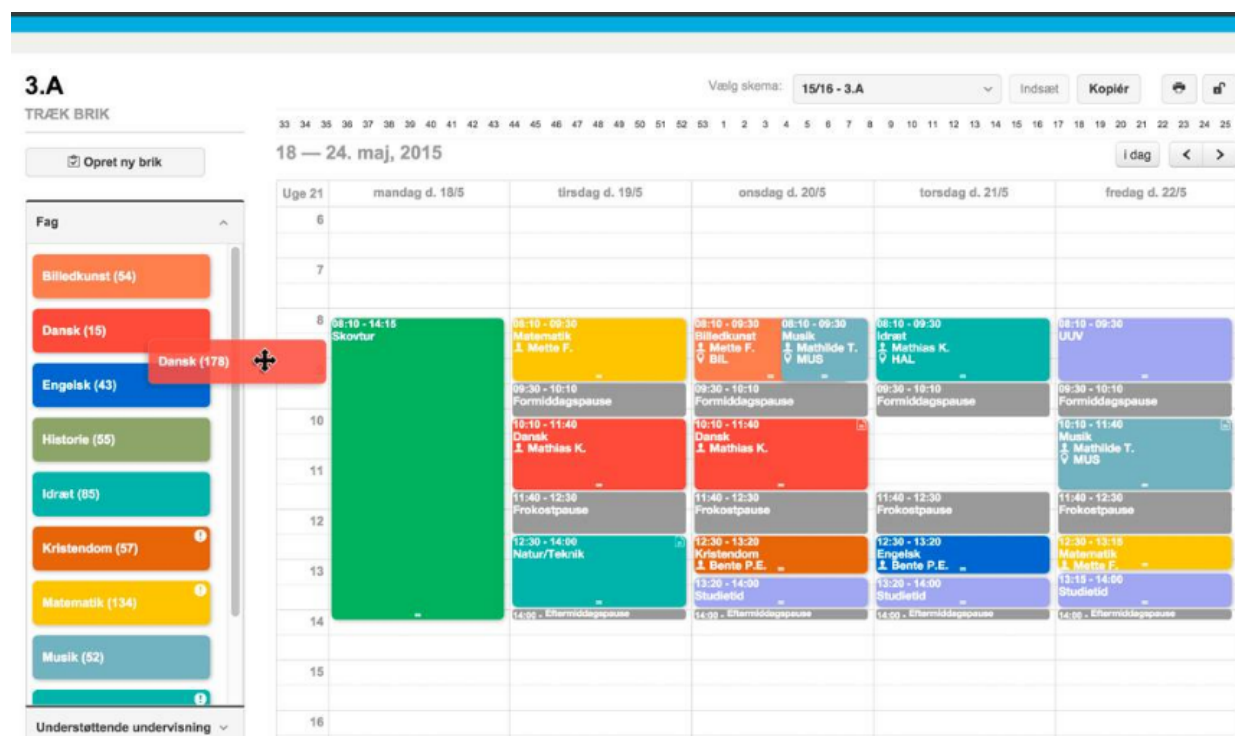 3.A
TRÆK BRIK
Vælg skema:
15/16 - 3.A
Indsæt
Kopiér
33 34 35 36 37 38 39 40 41 42 43 44 45 46 47 48 49 50 51 52 53 1 2 3 4 5 6 7 8 9 10 11 12 13 14 15 16 17 18 19 20 21 22 23 24 25
Opret ny brik
18 — 24. maj, 2015
i dag
Uge 21 mandag d. 18/5 tirsdag d. 19/5 onsdag d. 20/5 torsdag d. 21/5 fredag d. 22/5
Fag
Billedkunst (54)
Dansk (15)
Dansk (178)
Engelsk (43)
Historie (55)
Idræt (85)
Kristendom (57)
Matematik (134)
Musik (52)
Understøttende undervisning
6
7
8
10
11
12
13
14
15
16
08:10 - 14:15
Skovtur
08:10 - 09:30
Matematik
Mette F.
09:30 - 10:10
Formiddagspause
10:10 - 11:40
Dansk
Mathias K.
11:40 - 12:30
Frokostpause
12:30 - 14:00
Natur/Teknik
14:00 - Eftermiddagspause
08:10 - 09:30
Billedkunst
Mette F.
BIL
08:10 - 09:30
Musik
Mathilde T.
MUS
09:30 - 10:10
Formiddagspause
10:10 - 11:40
Dansk
Mathias K.
11:40 - 12:30
Frokostpause
12:30 - 13:20
Kristendom
Bente P.E.
13:20 - 14:00
Studietid
14:00 - Eftermiddagspause
08:10 - 09:30
Idræt
Mathias K.
HAL
09:30 - 10:10
Formiddagspause
11:40 - 12:30
Frokostpause
12:30 - 13:20
Engelsk
Bente P.E.
13:20 - 14:00
Studietid
14:00 - Eftermiddagspause
08:10 - 09:30
UUV
09:30 - 10:10
Formiddagspause
10:10 - 11:40
Musik
Mathilde T.
MUS
11:40 - 12:30
Frokostpause
12:30 - 13:15
Matematik
Mette F.
13:15 - 14:00
Studietid
14:00 - Eftermiddagspause